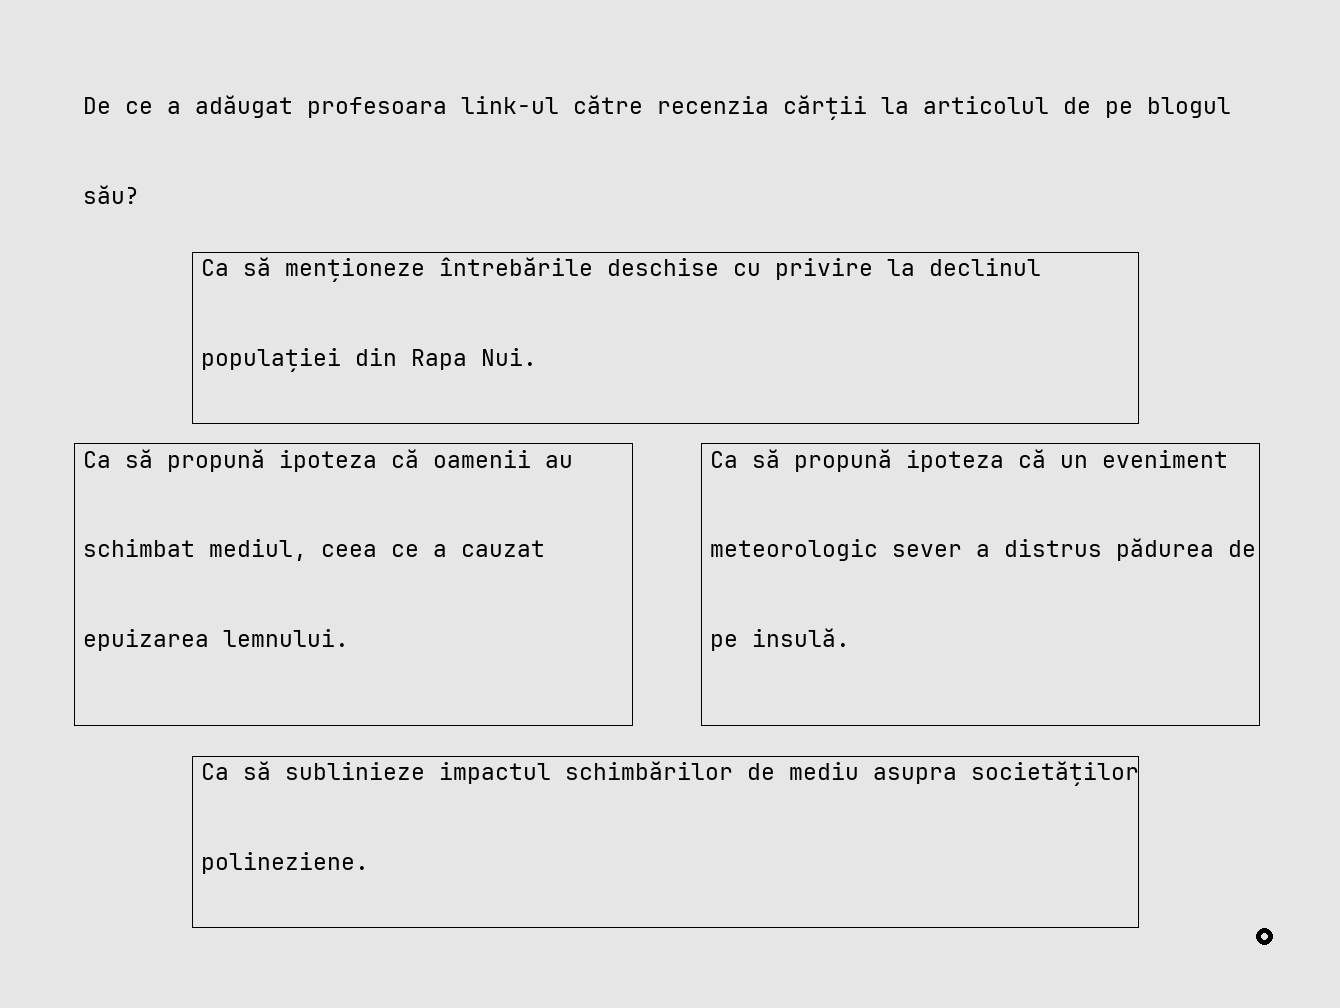 De ce a adăugat profesoara link-ul către recenzia cărții la articolul de pe blogul
său?
Ca să menționeze întrebările deschise cu privire la declinul
populației din Rapa Nui.
Ca să propună ipoteza că oamenii au
schimbat mediul, ceea ce a cauzat
epuizarea lemnului.
Ca să propună ipoteza că un eveniment
meteorologic sever a distrus pădurea de
pe insulă.
Ca să sublinieze impactul schimbărilor de mediu asupra societăților
polineziene.